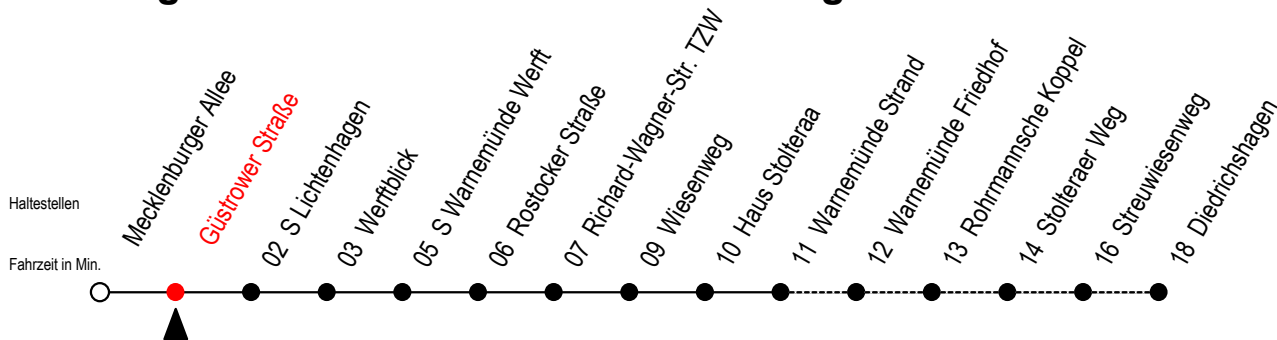 Mecklenburger Allee
Güstrower Straße
02 S Lichtenhagen
03 Werftblick
05 S Warnemünde Werft
06 Rostocker Straße
07 Richard-Wagner-Str. TZW
09 Wiesenweg
10 Haus Stolteraa
11 Warnemünde Strand
12 Warnemünde Friedhof
13 Rohrmannsche Koppel
14 Stolteraer Weg
16 Streuwiesenweg
18 Diedrichshagen
Haltestellen
Fahrzeit in Min.